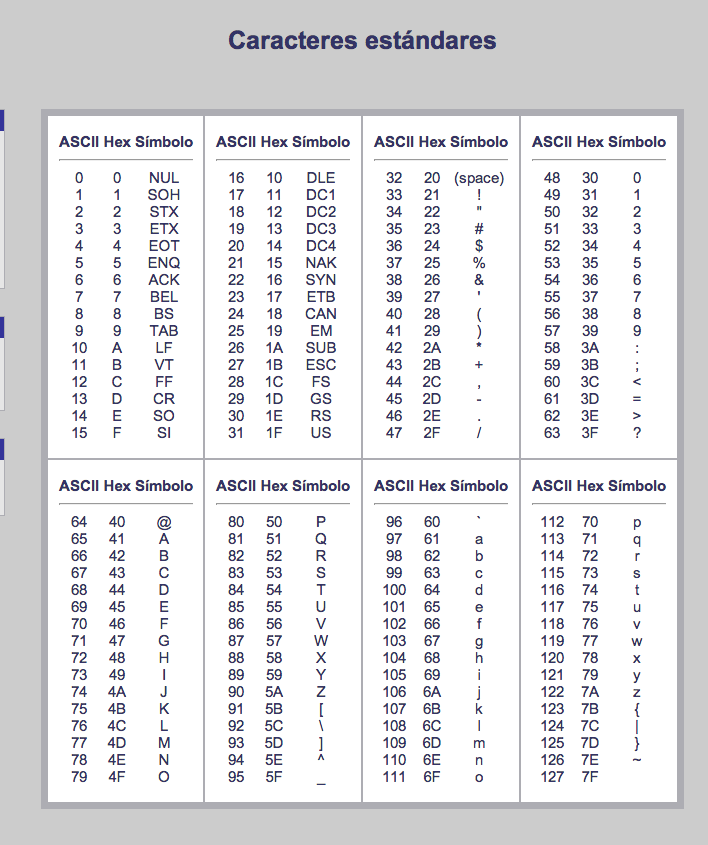 Caracteres estándares
ASCII Hex Símbolo
0 0 NUL
1 1 SOH
2 2 STX
3 3 ETX
4 4 EOT
5 5 ENQ
6 6 ACK
7 7 BEL
8 8 BS
9 9 TAB
10 A LF
11 B VT
12 C FF
13 D CR
14 E SO
15 F SI
ASCII Hex Símbolo
16 10 DLE
17 11 DC1
18 12 DC2
19 13 DC3
20 14 DC4
21 15 NAK
22 16 SYN
23 17 ETB
24 18 CAN
25 19 EM
26 1A SUB
27 1B ESC
28 1C FS
29 1D GS
30 1E RS
31 1F US
ASCII Hex Símbolo
32 20 (space)
33 21 !
34 22 "
35 23 #
36 24 $
37 25 %
38 26 &
39 27 '
40 28 (
41 29 )
42 2A *
43 2B +
44 2C ,
45 2D -
46 2E .
47 2F /
ASCII Hex Símbolo
48 30 0
49 31 1
50 32 2
51 33 3
52 34 4
53 35 5
54 36 6
55 37 7
56 38 8
57 39 9
58 3A :
59 3B ;
60 3C <
61 3D =
62 3E >
63 3F ?
ASCII Hex Símbolo
64 40 @
65 41 A
66 42 B
67 43 C
68 44 D
69 45 E
70 46 F
71 47 G
72 48 H
73 49 I
74 4A J
75 4B K
76 4C L
77 4D M
78 4E N
79 4F O
ASCII Hex Símbolo
80 50 P
81 51 Q
82 52 R
83 53 S
84 54 T
85 55 U
86 56 V
87 57 W
88 58 X
89 59 Y
90 5A Z
91 5B [
92 5C \
93 5D ]
94 5E ^
95 5F _
ASCII Hex Símbolo
96 60 `
97 61 a
98 62 b
99 63 c
100 64 d
101 65 e
102 66 f
103 67 g
104 68 h
105 69 i
106 6A j
107 6B k
108 6C l
109 6D m
110 6E n
111 6F o
ASCII Hex Símbolo
112 70 p
113 71 q
114 72 r
115 73 s
116 74 t
117 75 u
118 76 v
119 77 w
120 78 x
121 79 y
122 7A z
123 7B {
124 7C |
125 7D }
126 7E ~
127 7F